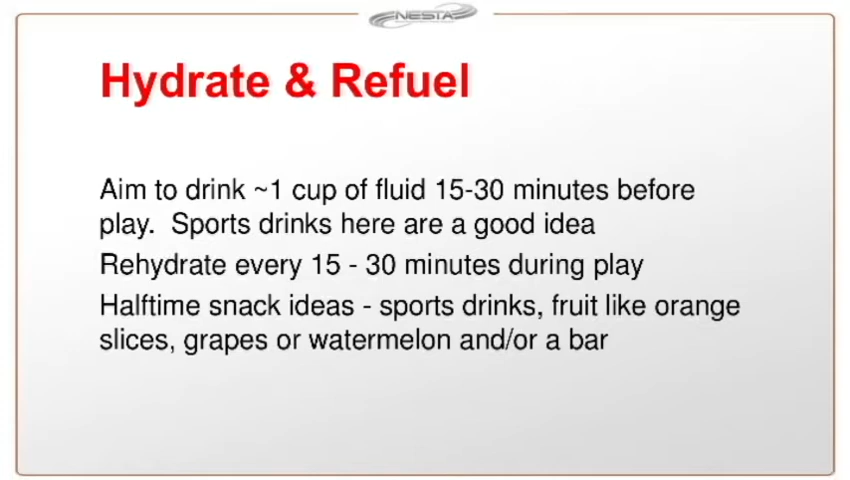 NESTA
Hydrate & Refuel
Aim to drink ~1 cup of fluid 15-30 minutes before
play.  Sports drinks here are a good idea
Rehydrate every 15 - 30 minutes during play
Halftime snack ideas - sports drinks, fruit like orange
slices, grapes or watermelon and/or a bar